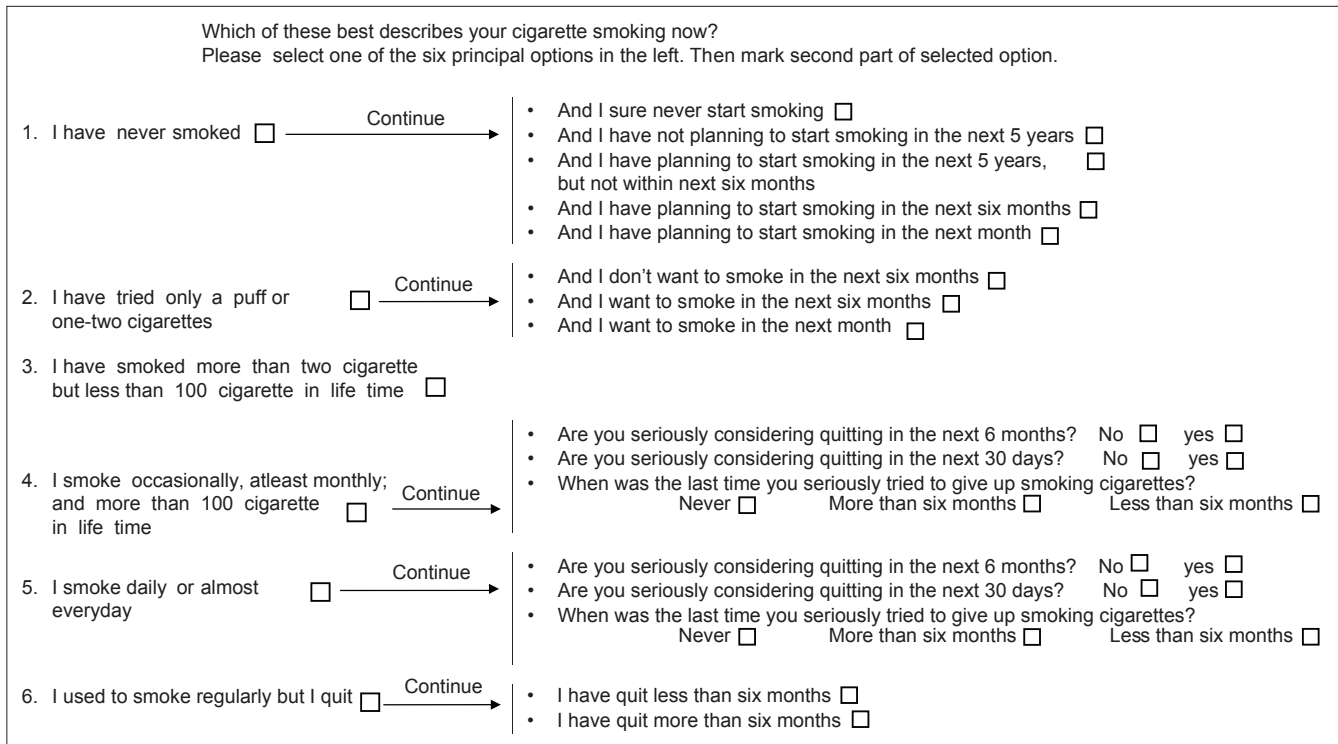 Which of these best describes your cigarette smoking now?
Please select one of the six principal options in the left. Then mark second part of selected option.
1. I have never smoked
Continue
• And I sure never start smoking
• And I have not planning to start smoking in the next 5 years
• And I have planning to start smoking in the next 5 years,
but not within next six months
• And I have planning to start smoking in the next six months
• And I have planning to start smoking in the next month
2. I have tried only a puff or
one-two cigarettes
Continue
• And I don't want to smoke in the next six months
• And I want to smoke in the next six months
• And I want to smoke in the next month
3. I have smoked more than two cigarette
but less than 100 cigarette in life time
4. I smoke occasionally, atleast monthly;
and more than 100 cigarette
in life time
Continue
• Are you seriously considering quitting in the next 6 months? No yes
• Are you seriously considering quitting in the next 30 days? No yes
• When was the last time you seriously tried to give up smoking cigarettes?
Never More than six months Less than six months
5. I smoke daily or almost
everyday
Continue
• Are you seriously considering quitting in the next 6 months? No yes
• Are you seriously considering quitting in the next 30 days? No yes
• When was the last time you seriously tried to give up smoking cigarettes?
Never More than six months Less than six months
6. I used to smoke regularly but I quit
Continue
• I have quit less than six months
• I have quit more than six months